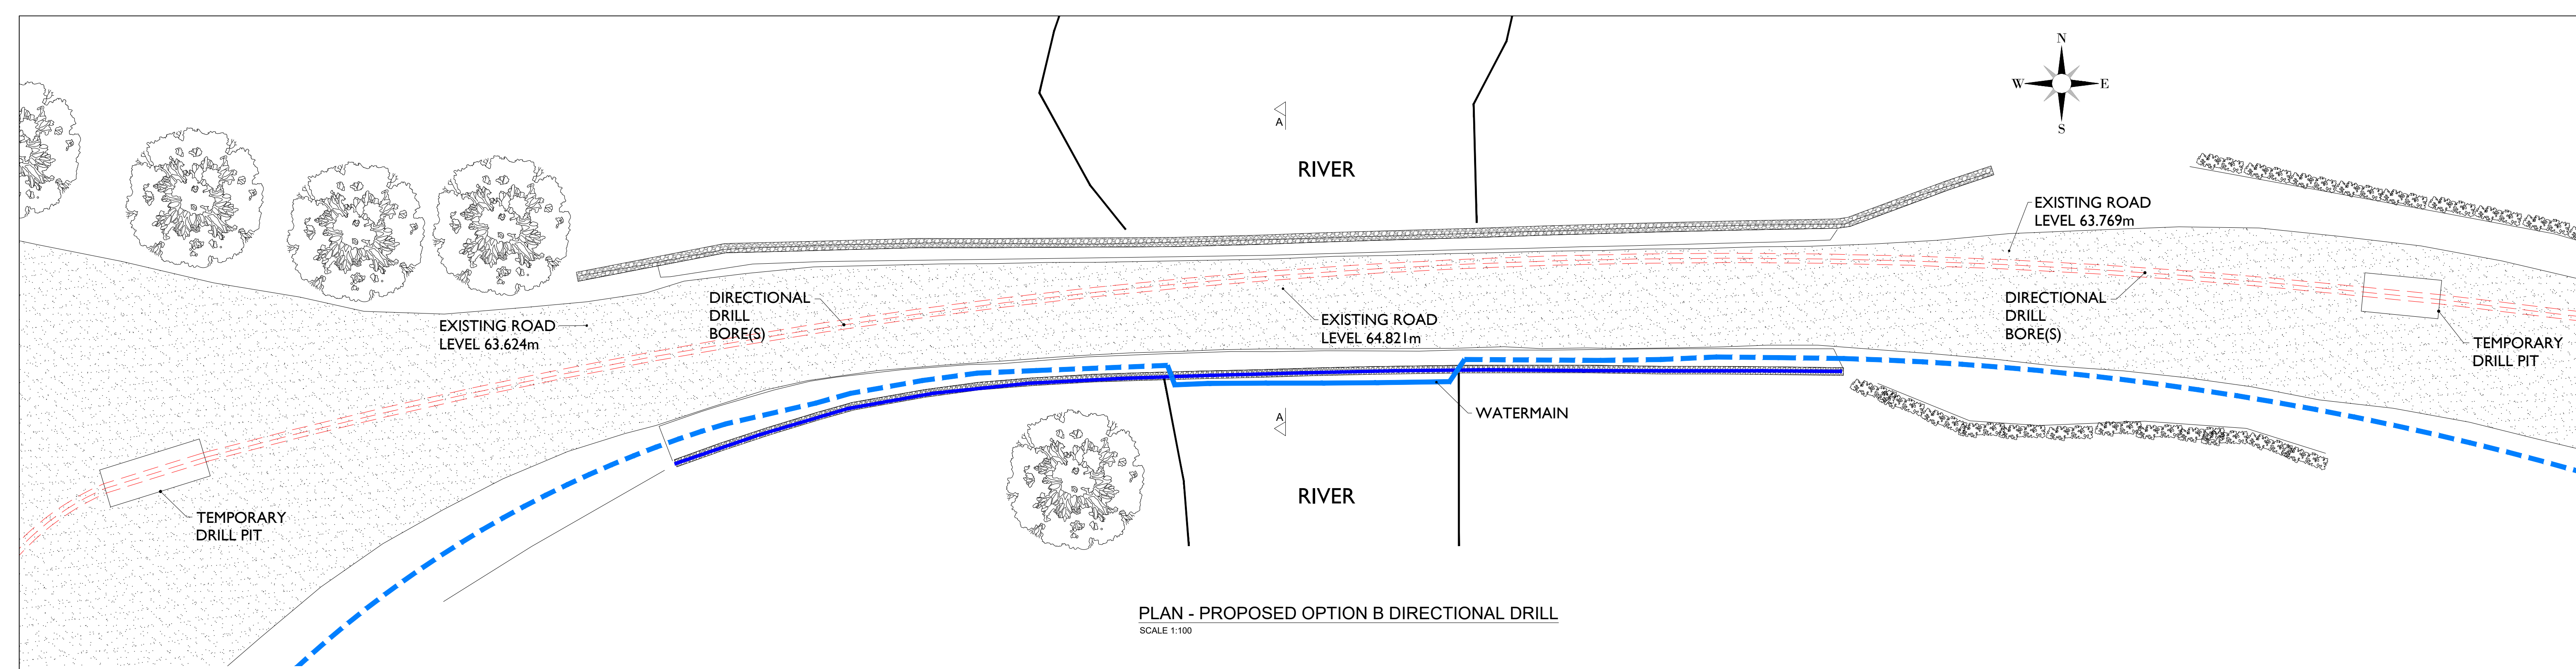 N
W E
S
A
RIVER
EXISTING ROAD
LEVEL 63.769m
DIRECTIONAL
DRILL
BORE(S)
EXISTING ROAD
LEVEL 63.624m
EXISTING ROAD
LEVEL 64.821m
DIRECTIONAL
DRILL
BORE(S)
TEMPORARY
DRILL PIT
WATERMAIN
A
RIVER
TEMPORARY
DRILL PIT
PLAN - PROPOSED OPTION B DIRECTIONAL DRILL
SCALE 1:100